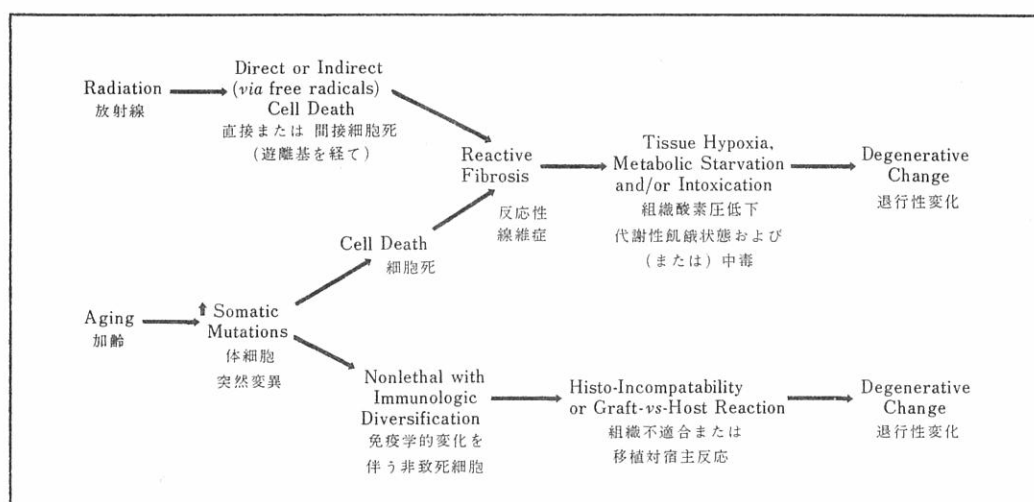 Radiation
放射線
Direct or Indirect
(via free radicals)
Cell Death
直接または 間接細胞死
(遊離基を経て)
Reactive
Fibrosis
反応性
線維症
Tissue Hypoxia,
Metabolic Starvation
and/or Intoxication
組織酸素圧低下
代謝性飢餓状態および
(または) 中毒
Degenerative
Change
退行性変化
Cell Death
細胞死
Aging
加齢
Somatic
Mutations
体細胞
突然変異
Nonlethal with
Immunologic
Diversification
免疫学的変化を
伴う非致死細胞
Histo-Incompatability
or Graft-vs-Host Reaction
組織不適合または
移植対宿主反応
Degenerative
Change
退行性変化